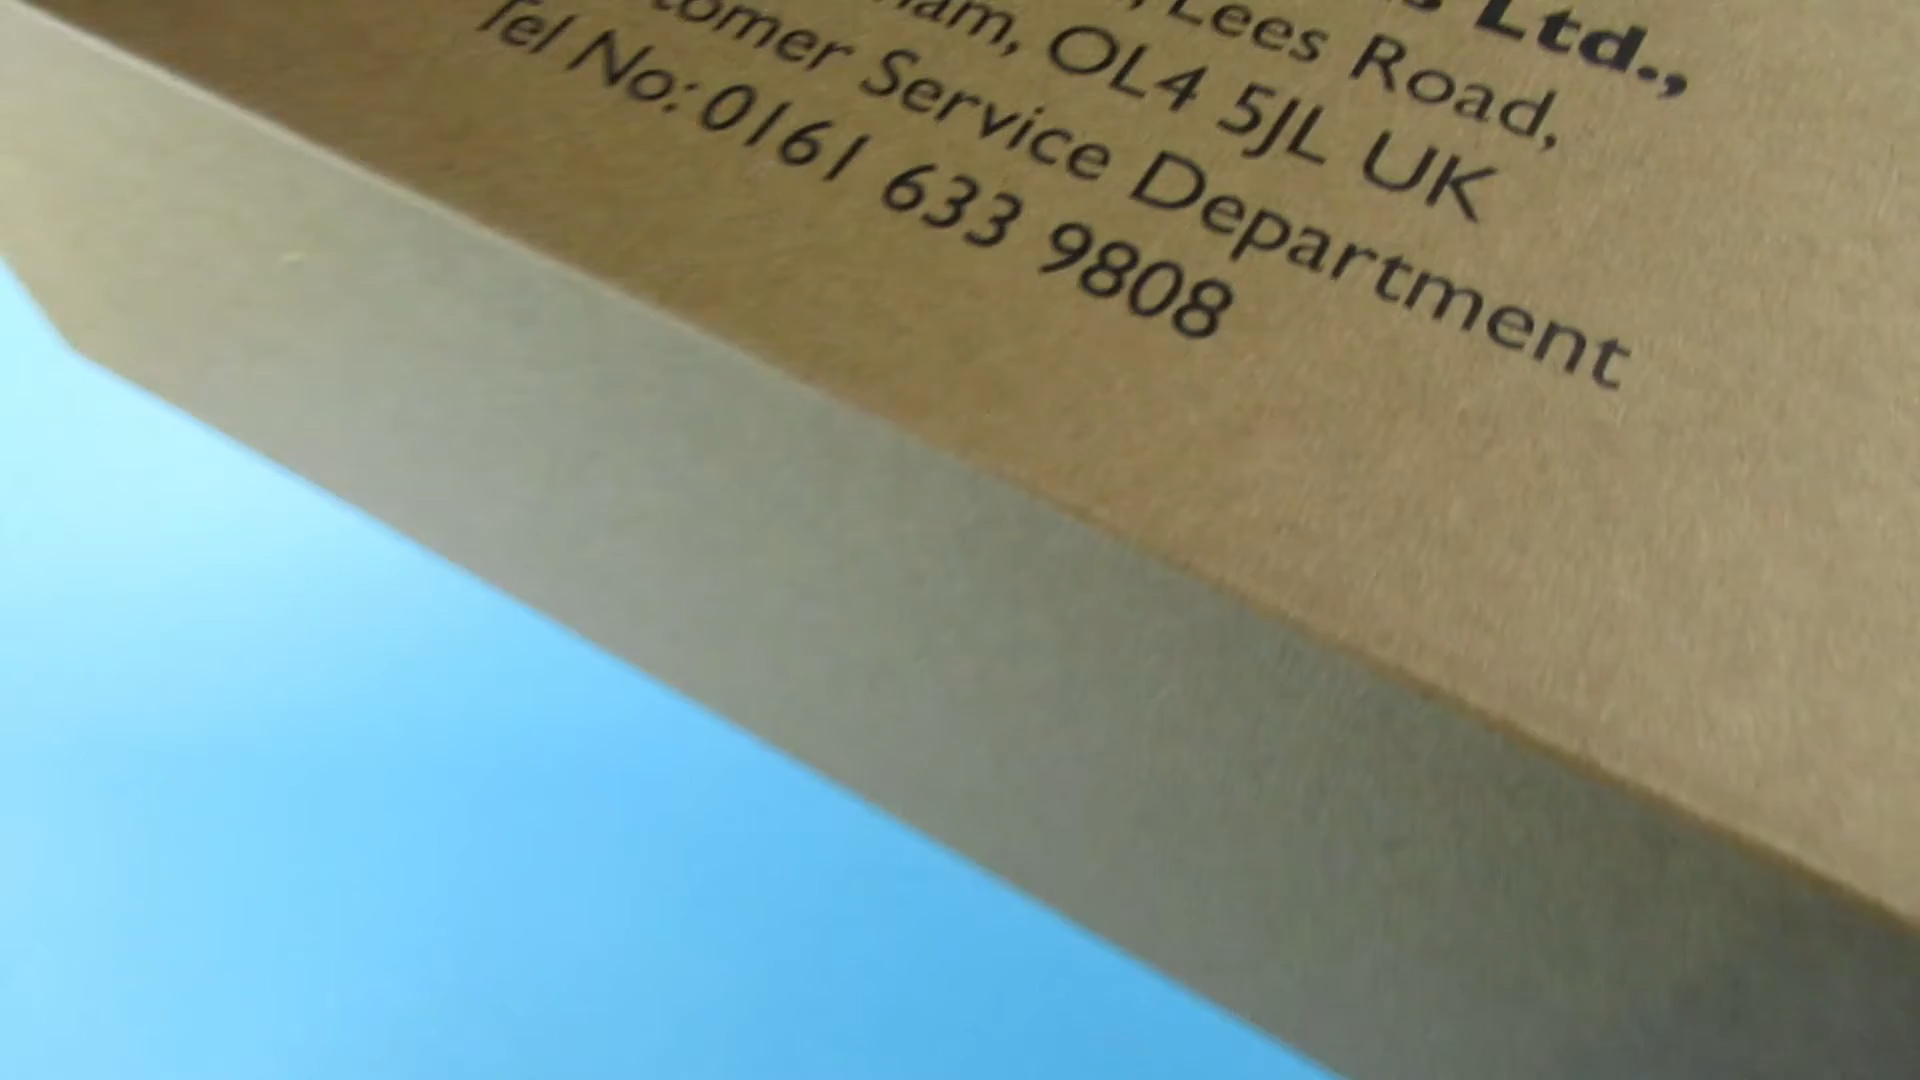 Ltd.,
Lees Road,
OL4 5JL UK
Service Department
Tel No: 0161 633 9808